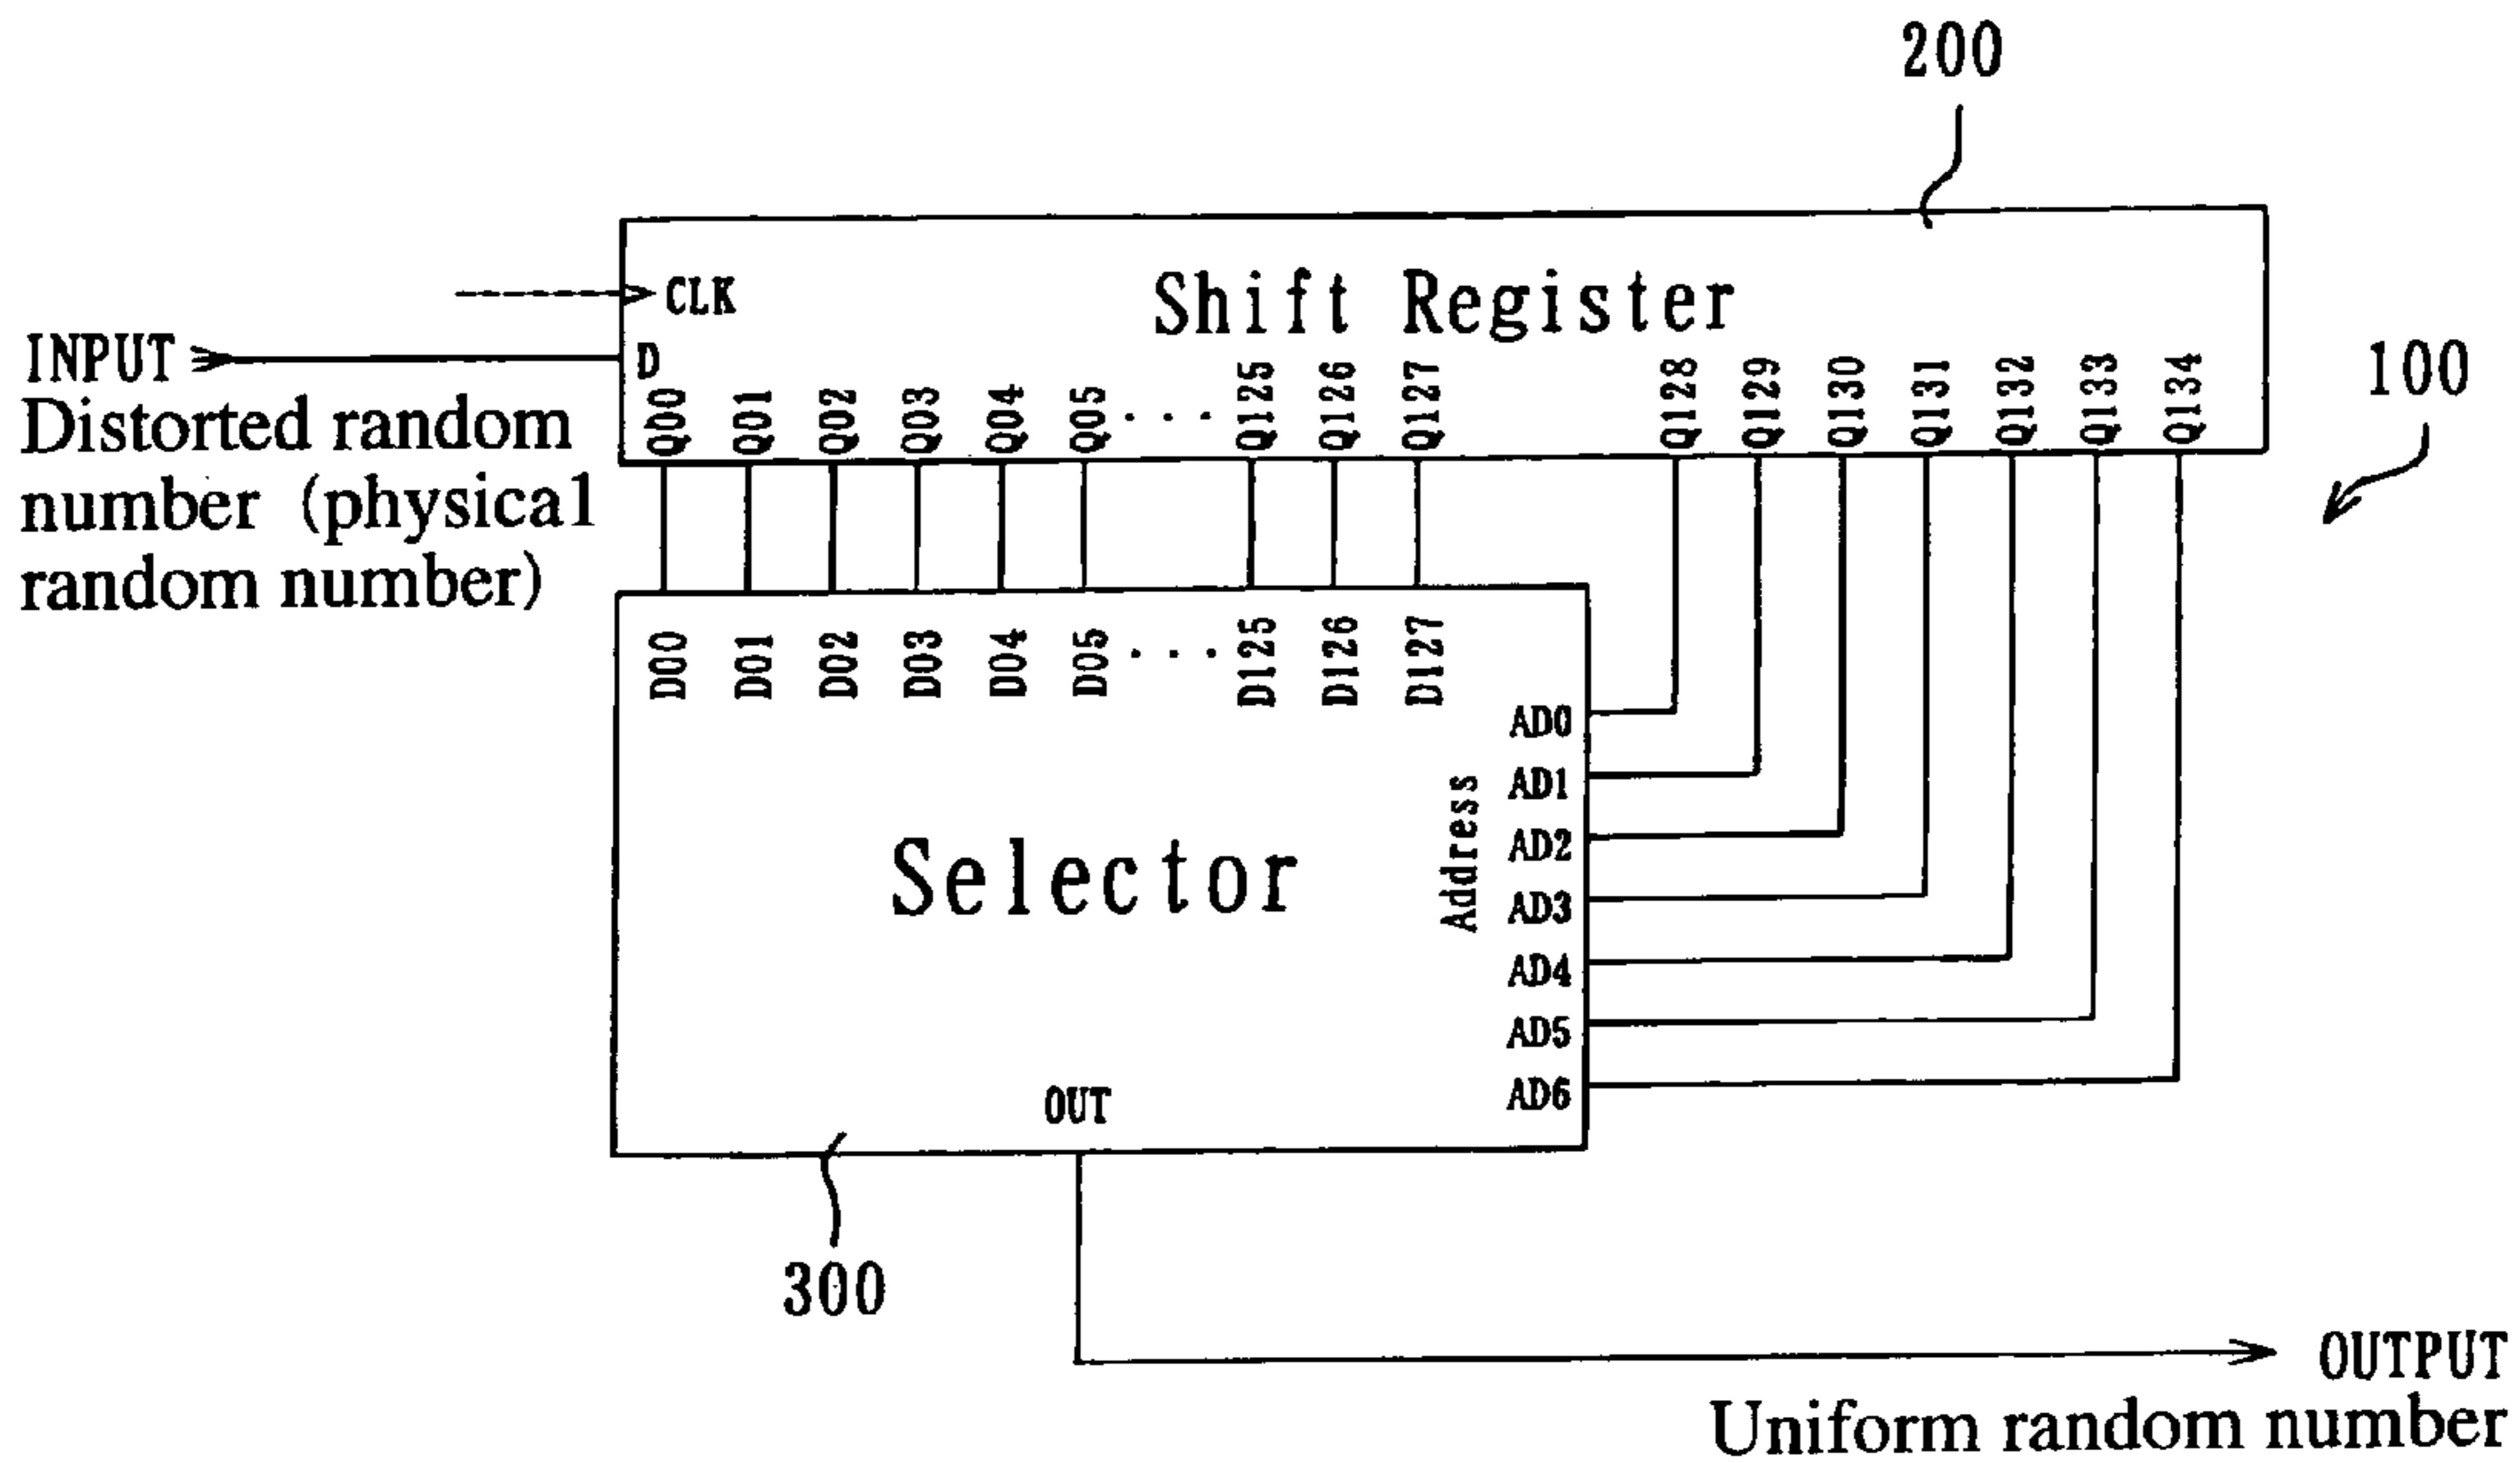 200
CLK
Shift Register
INPUT
D
100
Distorted random
number (physical
random number)
Q00 Q01 Q02 Q03 Q04 Q05 ··· Q125 Q126 Q127 Q128 Q129 Q130 Q131 Q132 Q133 Q134
D00 D01 D02 D03 D04 D05 ··· D125 D126 D127
AD0
AD1
AD2
AD3
AD4
AD5
AD6
Address
Selector
OUT
300
OUTPUT
Uniform random number